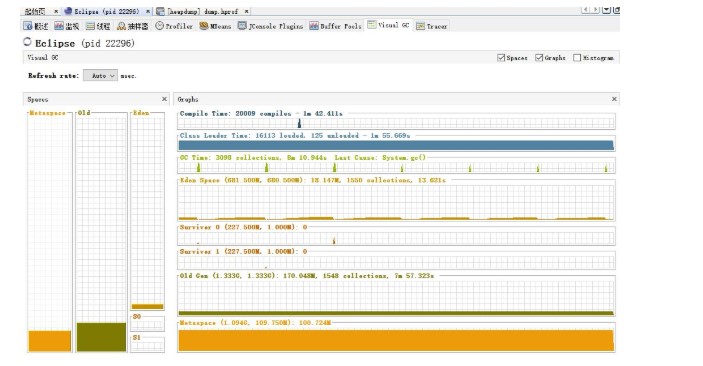 起始页 × Eclipse (pid 22296) × [heapdump] dump.hprof ×
概述 监视 线程 抽样器 Profiler MBeans JConsole Plugins Buffer Pools Visual GC Tracer
Eclipse (pid 22296)
Visual GC
Spaces Graphs Histogram
Refresh rate: Auto msec.
Spaces ×
Metaspace Old Eden
S0
S1
Graphs ×
Compile Time: 20009 compiles - 1m 42.411s
Class Loader Time: 16113 loaded, 125 unloaded - 1m 55.669s
GC Time: 3098 collections, 8m 10.944s Last Cause: System.gc()
Eden Space (681.500M, 680.500M): 18.147M, 1550 collections, 13.621s
Survivor 0 (227.500M, 1.000M): 0
Survivor 1 (227.500M, 1.000M): 0
Old Gen (1.333G, 1.333G): 170.048M, 1548 collections, 7m 57.323s
Metaspace (1.094G, 109.750M): 100.724M